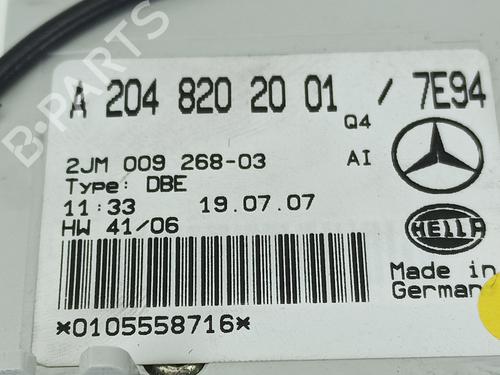 A 204 820 20 01 / 7E94
Q4
2JM 009 268-03 AI
Type: DBE
11:33 19.07.07
HW 41/06
HELLA
Made in
German
*0105558716*
B-PARTS